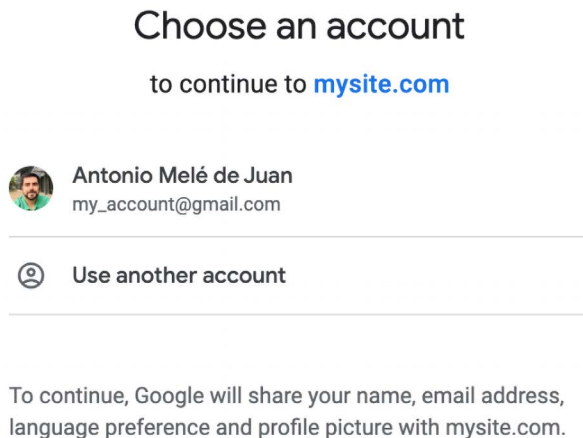 Choose an account
to continue to mysite.com
Antonio Melé de Juan
my_account@gmail.com
Use another account
To continue, Google will share your name, email address,
language preference and profile picture with mysite.com.